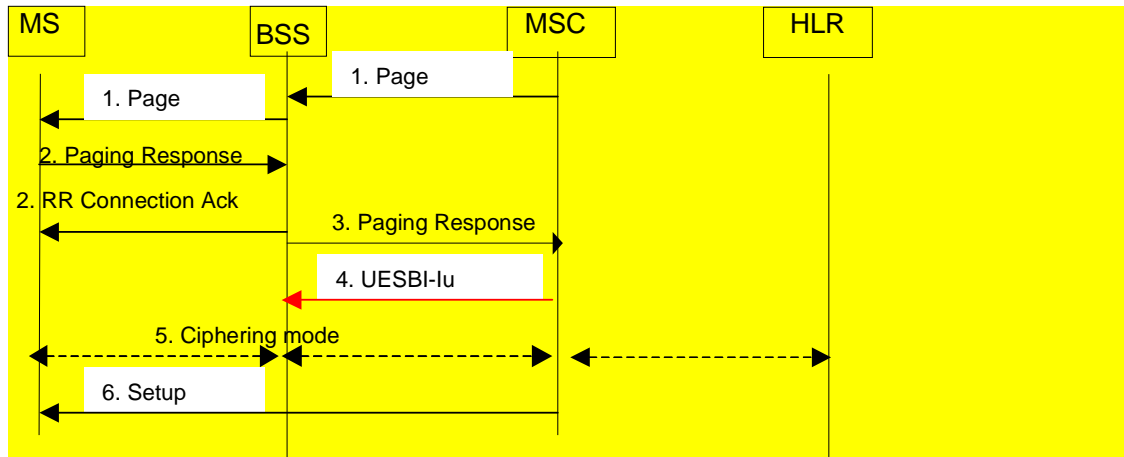 MS
BSS
MSC
HLR
1. Page
1. Page
2. Paging Response
2. RR Connection Ack
3. Paging Response
4. UESBI-Iu
5. Ciphering mode
6. Setup